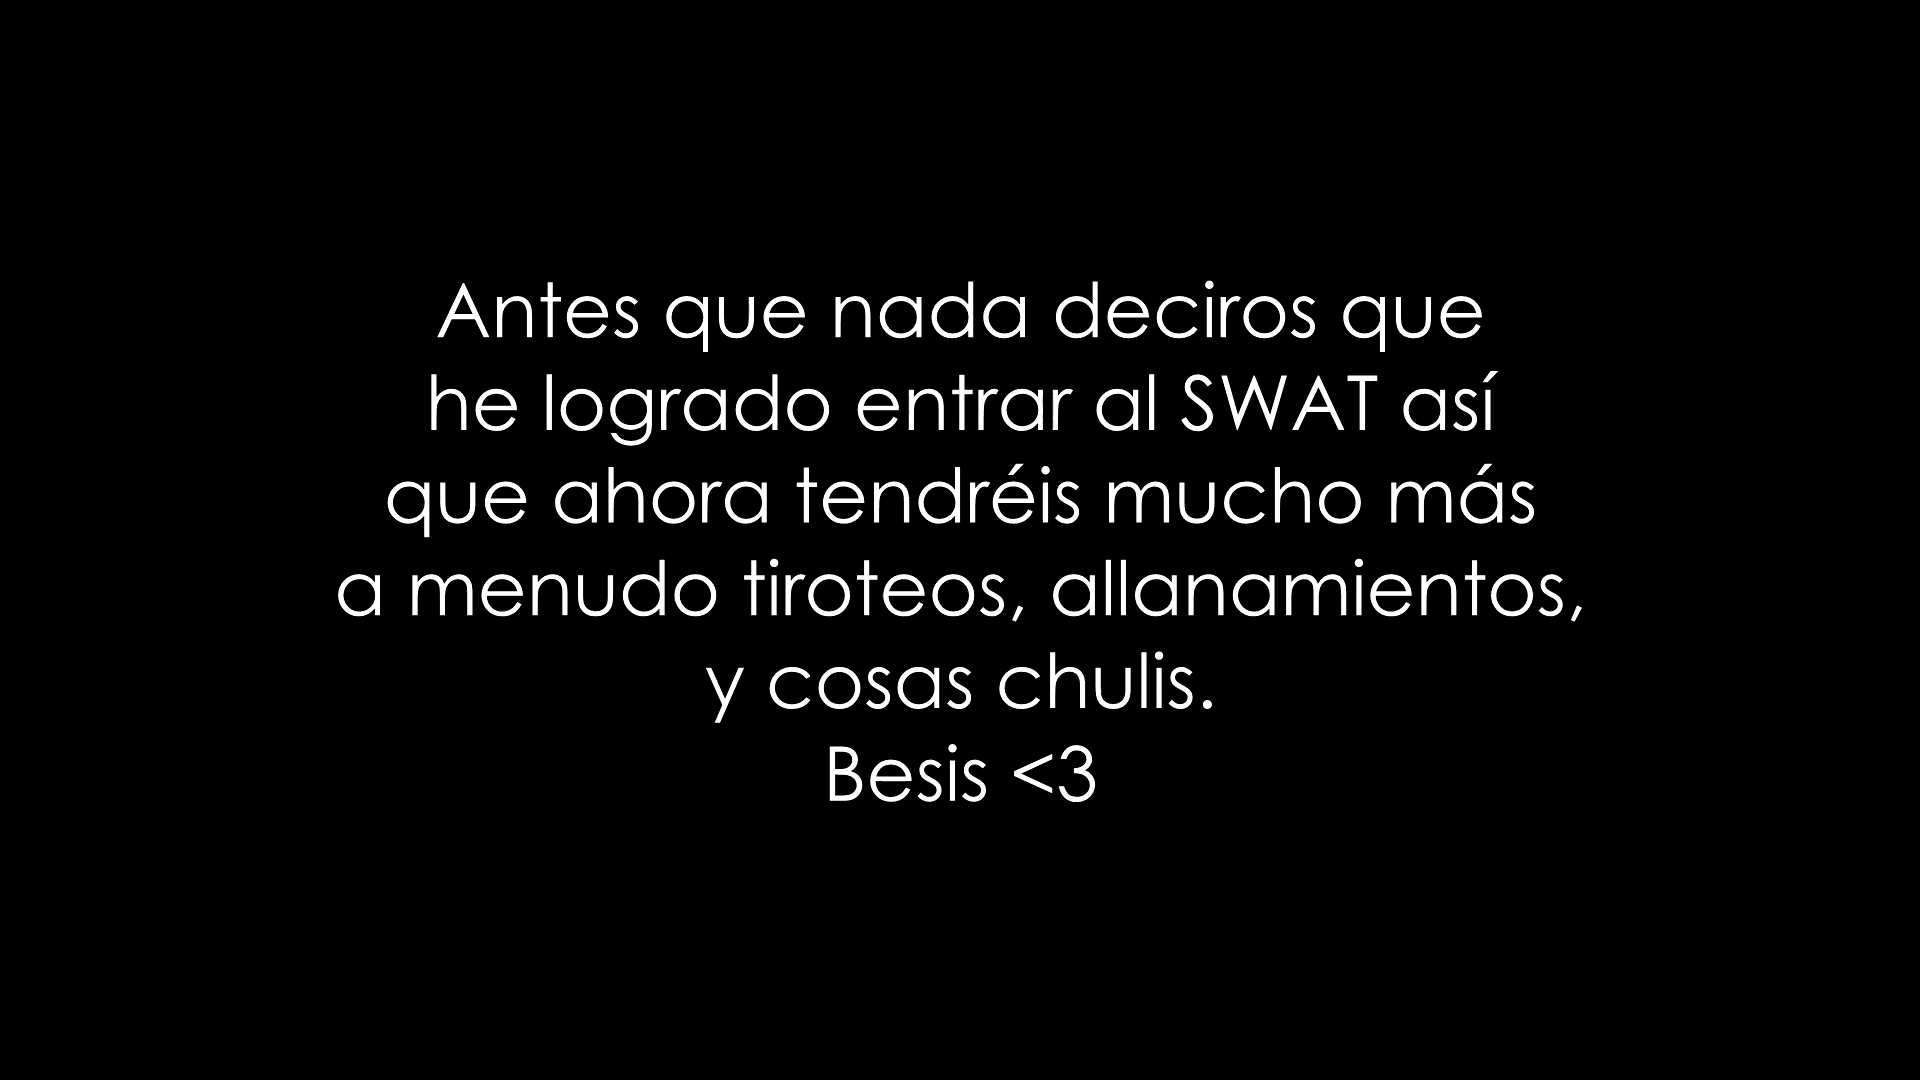 Antes que nada deciros que
he logrado entrar al SWAT así
que ahora tendréis mucho más
a menudo tiroteos, allanamientos,
y cosas chulis.
Besis <3